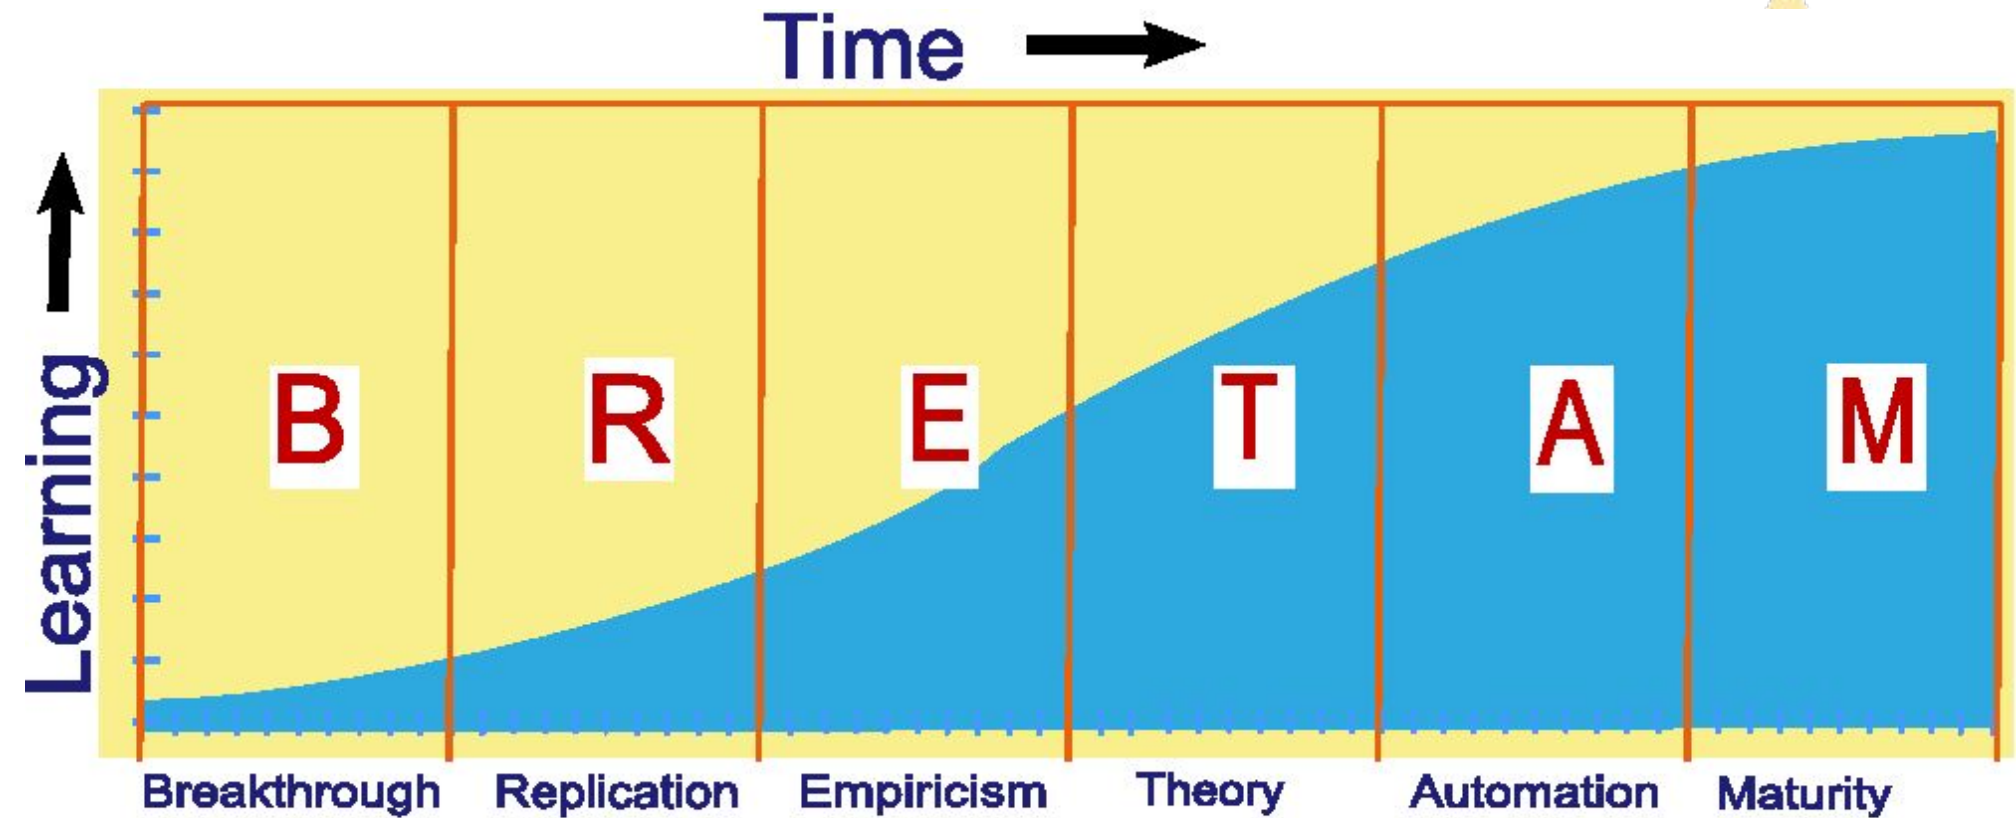 Time
Learning
B R E T A M
Breakthrough Replication Empiricism Theory Automation Maturity